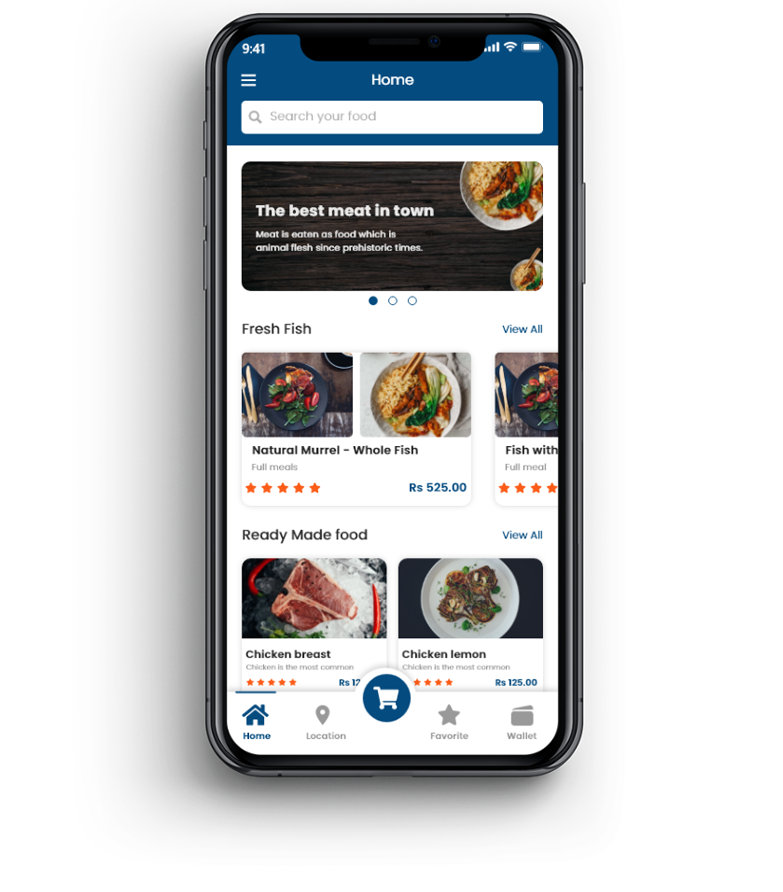 9:41
Home
Search your food
The best meat in town
Meat is eaten as food which is
animal flesh since prehistoric times.
Fresh Fish
View All
Natural Murrel - Whole Fish
Full meals
Rs 525.00
Fish with
Full meal
Ready Made food
View All
Chicken breast
Chicken is the most common
Rs 12
Chicken lemon
Chicken is the most common
Rs 125.00
Home
Location
Favorite
Wallet